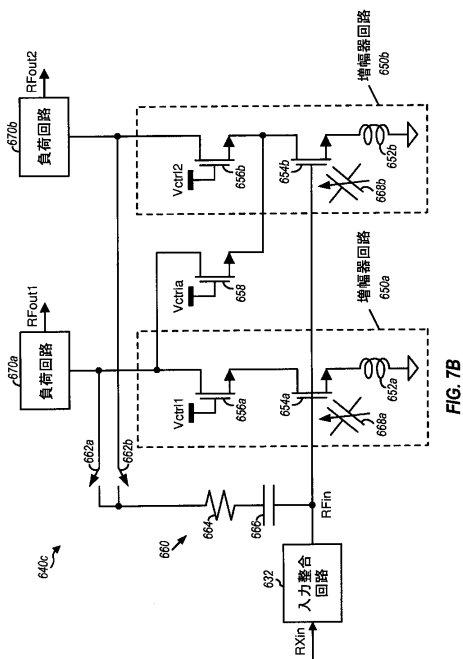 640c
670a
負荷回路
RFout1
670b
負荷回路
RFout2
662a
662b
660
664
666
Vctrl1
656a
654a
668a
652a
増幅器回路
650a
Vctrla
658
Vctrl2
656b
654b
668b
652b
増幅器回路
650b
RXin
632
入力整合
回路
RFin
FIG. 7B